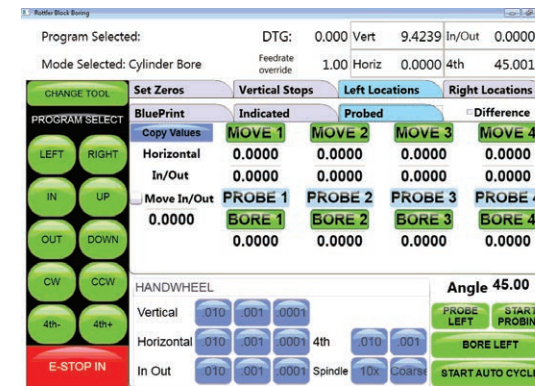 Rottler Block Boring
Program Selected: DTG: 0.000 Vert 9.4239 In/Out 0.0000
Mode Selected: Cylinder Bore Feedrate override 1.00 Horiz 0.0000 4th 45.001
CHANGE TOOL Set Zeros Vertical Stops Left Locations Right Locations
PROGRAM SELECT BluePrint Indicated Probed Difference
Copy Values MOVE 1 MOVE 2 MOVE 3 MOVE 4
LEFT RIGHT Horizontal 0.0000 0.0000 0.0000 0.0000
In/Out 0.0000 0.0000 0.0000 0.0000
IN UP Move In/Out PROBE 1 PROBE 2 PROBE 3 PROBE 4
0.0000 BORE 1 BORE 2 BORE 3 BORE 4
OUT DOWN 0.0000 0.0000 0.0000 0.0000
CW CCW HANDWHEEL Angle 45.00
Vertical .010 .001 .0001 PROBE LEFT START PROBIN
4th- 4th+ Horizontal .010 .001 .0001 4th .010 .001 BORE LEFT
E-STOP IN In Out .010 .001 .0001 Spindle 10x Coarse START AUTO CYCLE